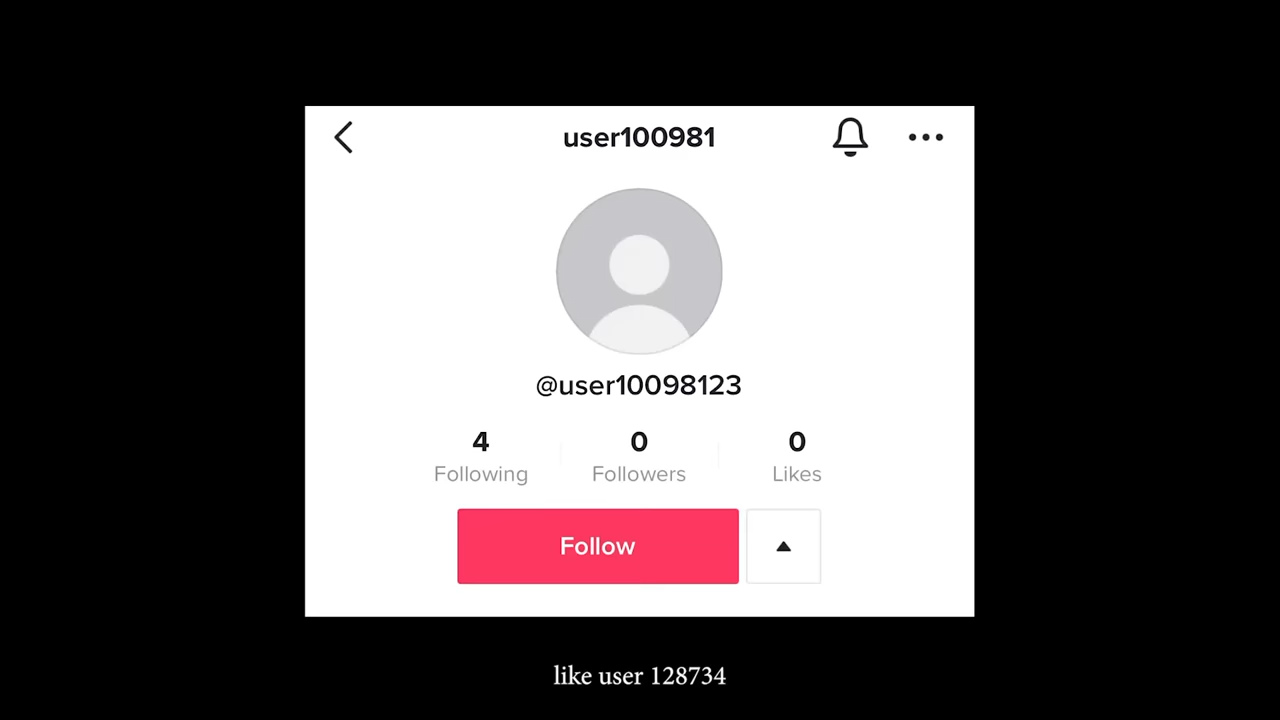 user100981
@user10098123
4 0 0
Following Followers Likes
Follow
like user 128734